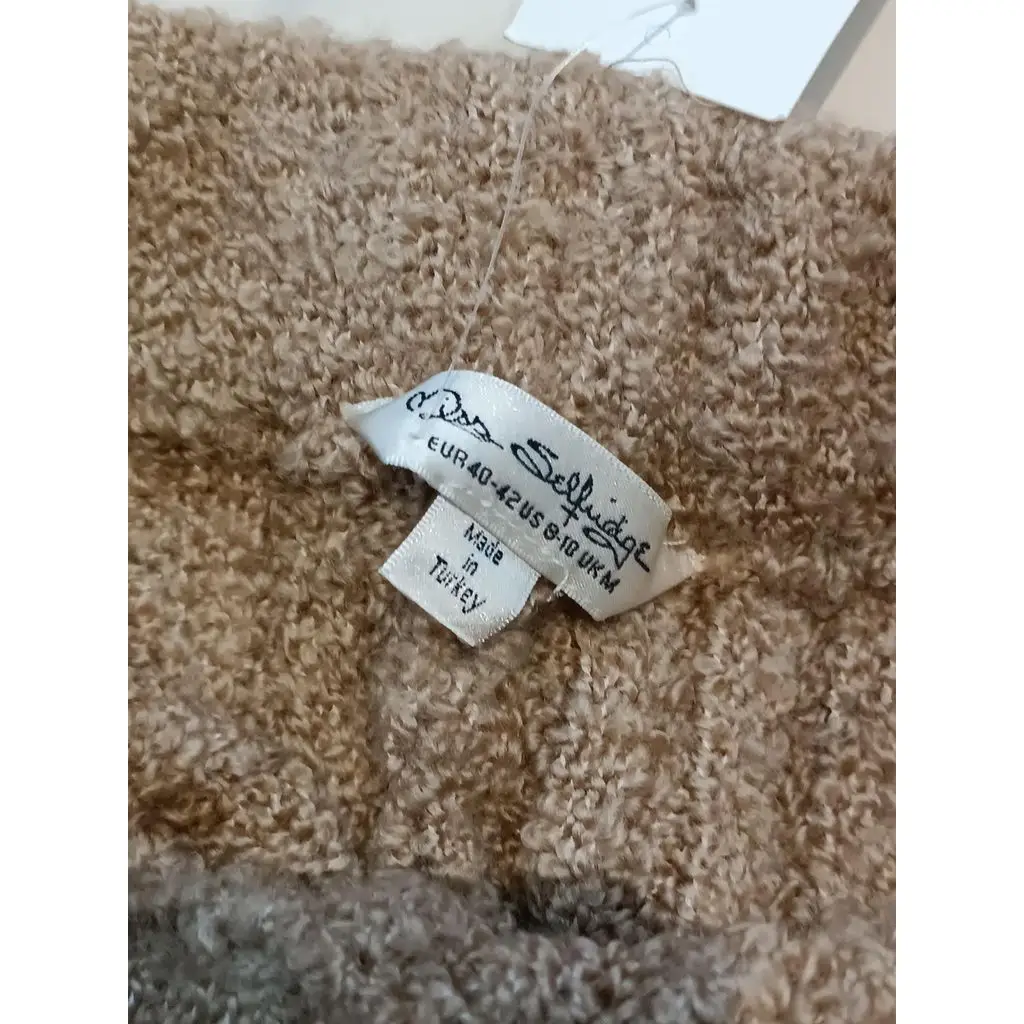 Miss Selfridge
EUR 40-42 US 8-10 UK M
Made
in
Turkey